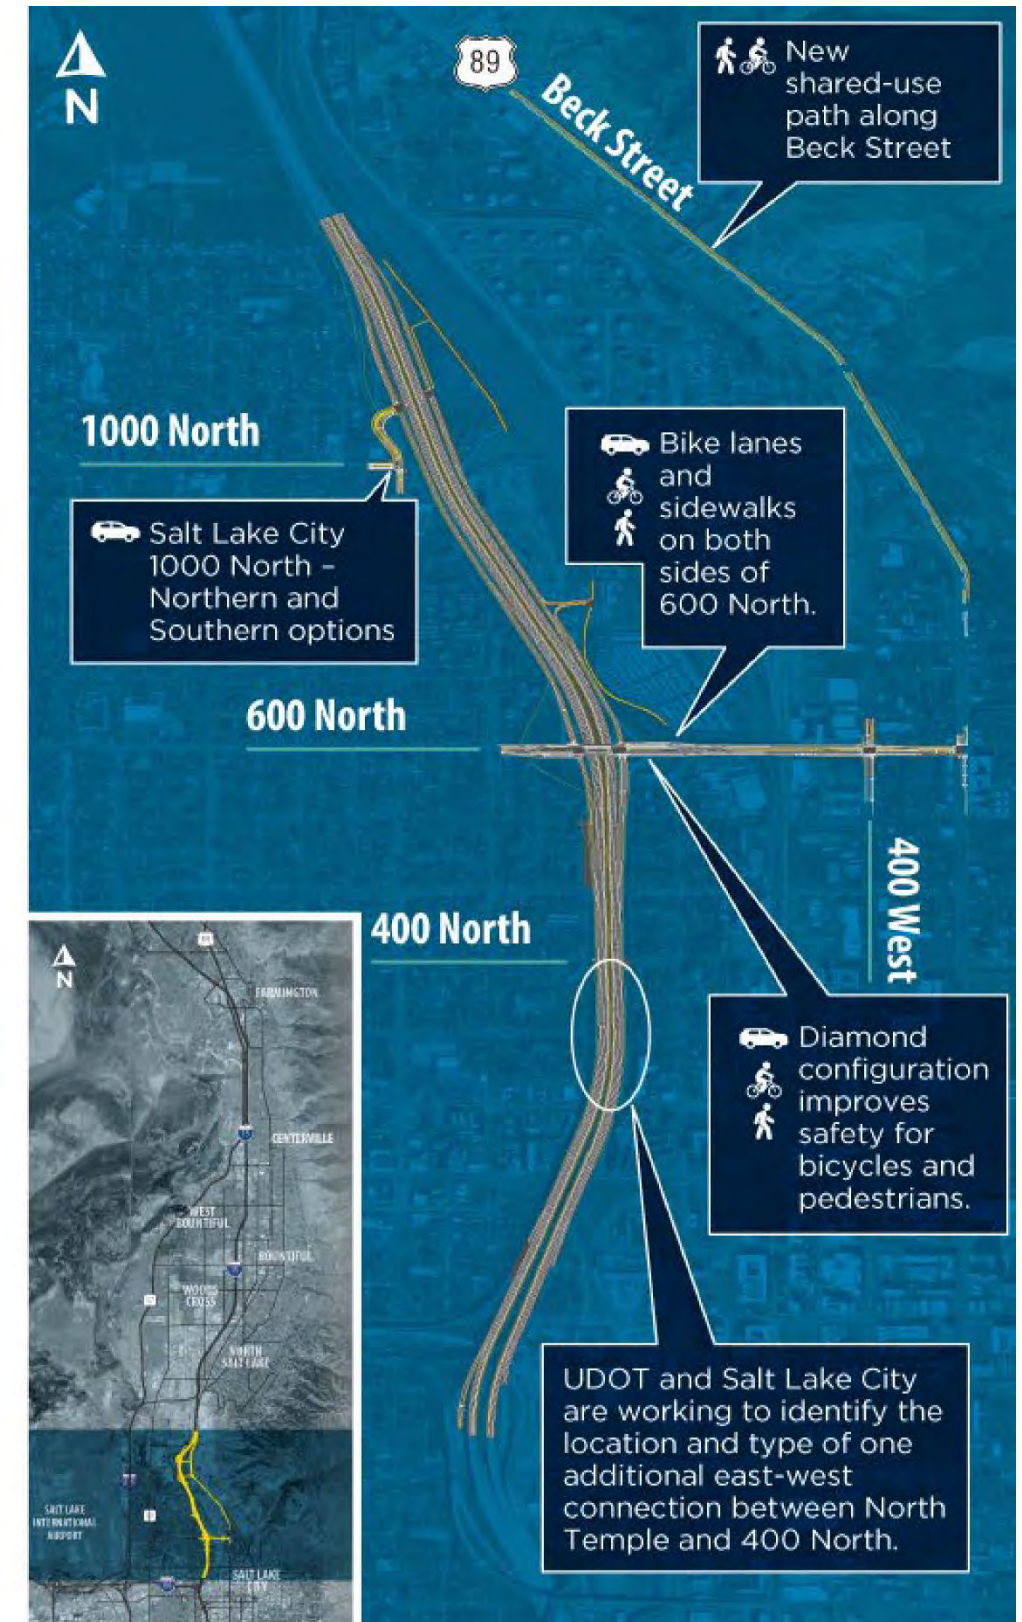 N
89
Beck Street
New
shared-use
path along
Beck Street
1000 North
Salt Lake City
1000 North –
Northern and
Southern options
Bike lanes
and
sidewalks
on both
sides of
600 North.
600 North
400 West
400 North
Diamond
configuration
improves
safety for
bicycles and
pedestrians.
UDOT and Salt Lake City
are working to identify the
location and type of one
additional east-west
connection between North
Temple and 400 North.
N
FARMINGTON
CENTERVILLE
WEST
BOUNTIFUL
BOUNTIFUL
WOODS
CROSS
NORTH
SALT LAKE
SALT LAKE
INTERNATIONAL
AIRPORT
SALT LAKE
CITY